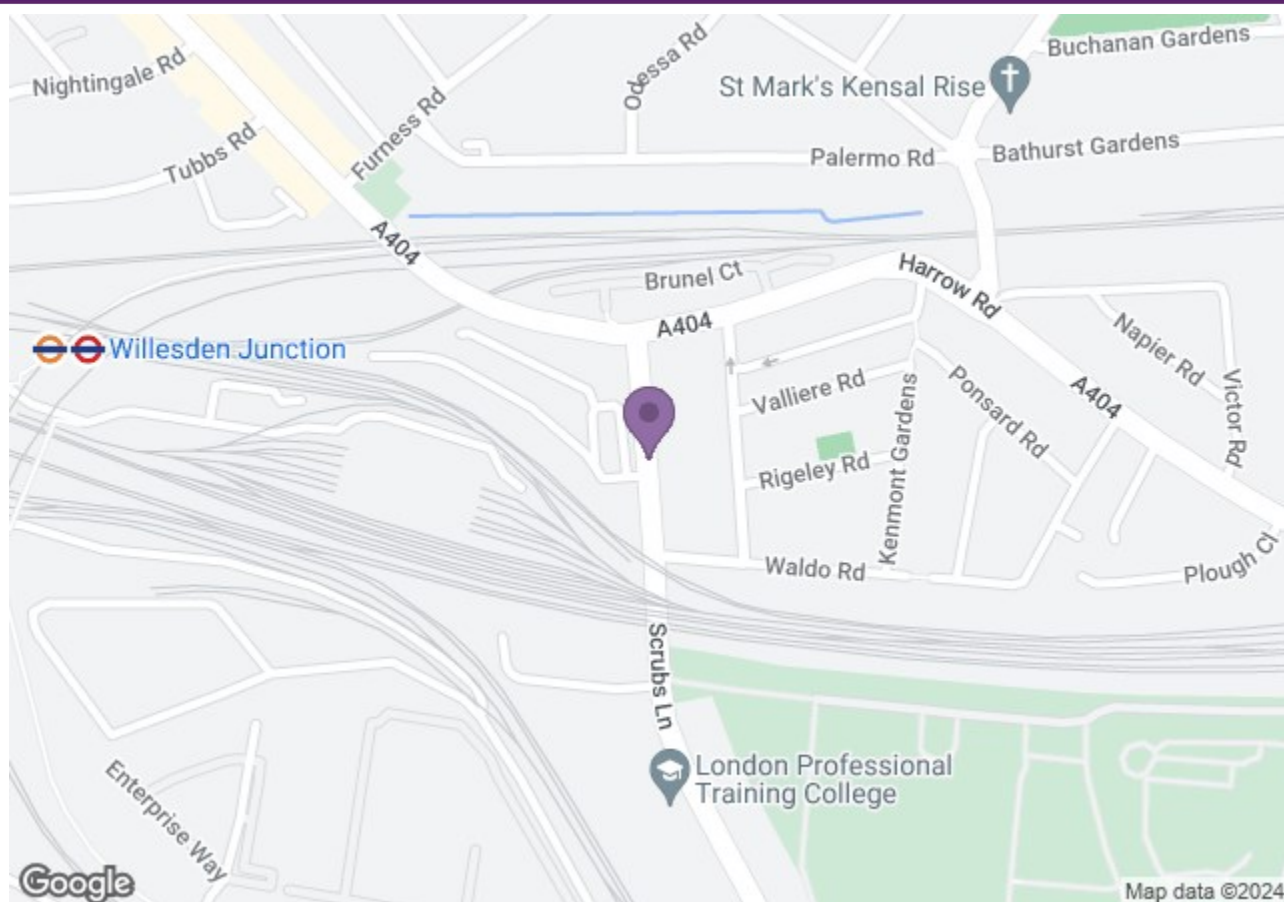 Nightingale Rd
Odessa Rd
Buchanan Gardens
St Mark's Kensal Rise
Furness Rd
Tubbs Rd
Palermo Rd
Bathurst Gardens
A404
Brunel Ct
Harrow Rd
A404
Willesden Junction
Napier Rd
Valliere Rd
Ponsard Rd
A404
Victor Rd
Rigeley Rd
Kenmont Gardens
Waldo Rd
Plough Cl
Scrubs Ln
London Professional
Training College
Enterprise Way
Google
Map data ©2024